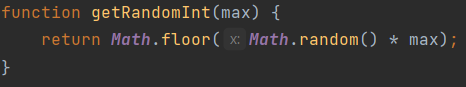 function getRandomInt(max) {
    return Math.floor( x: Math.random() * max);
}